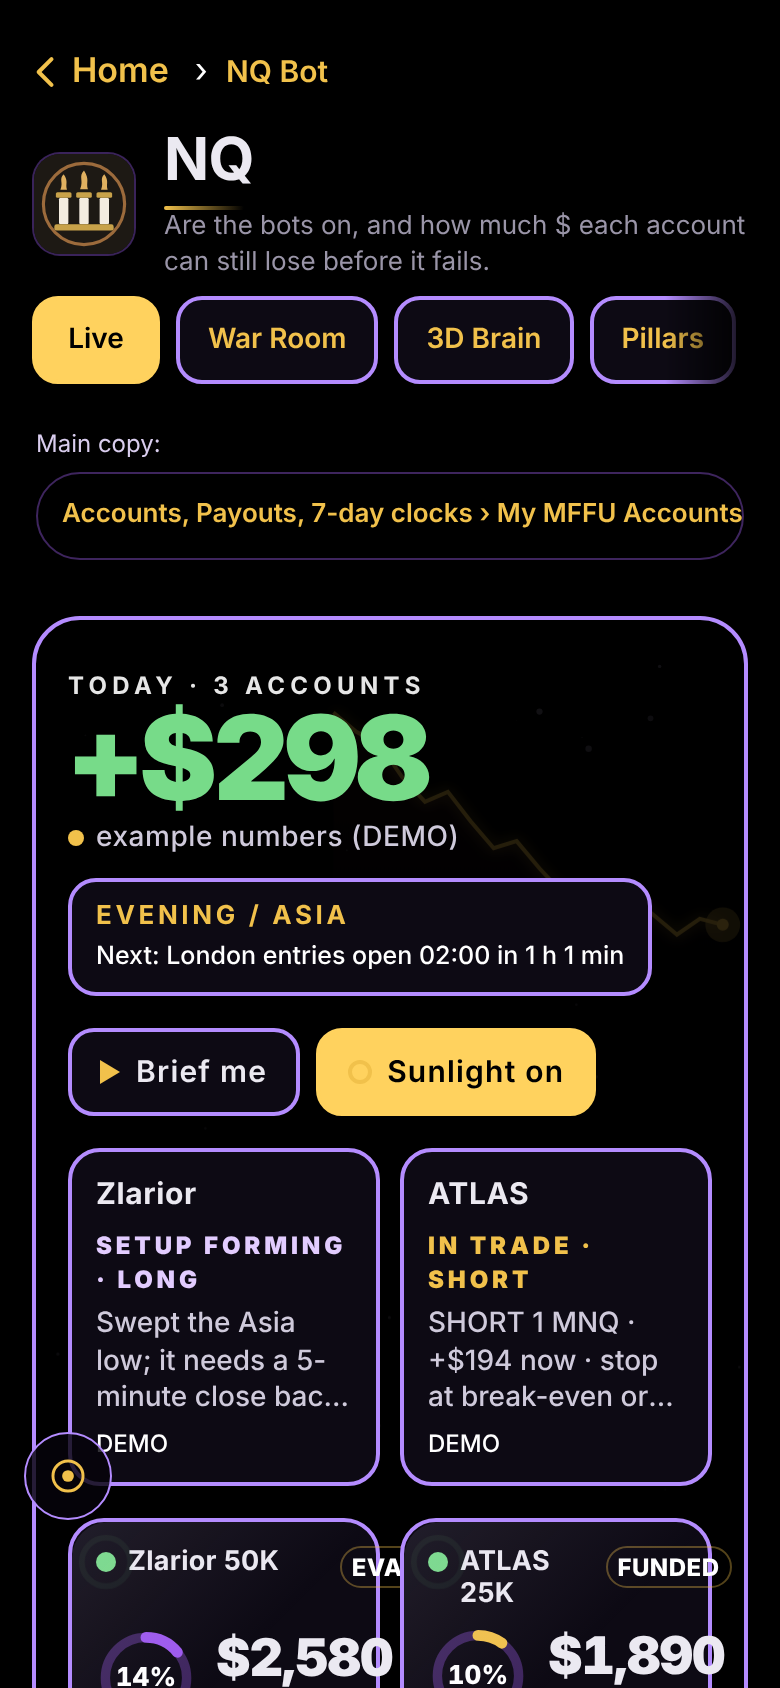 Home › NQ Bot
NQ
Are the bots on, and how much $ each account
can still lose before it fails.
Live
War Room
3D Brain
Pillars
Main copy:
Accounts, Payouts, 7-day clocks › My MFFU Accounts
TODAY · 3 ACCOUNTS
+$298
example numbers (DEMO)
EVENING / ASIA
Next: London entries open 02:00 in 1 h 1 min
Brief me
Sunlight on
Zlarior
SETUP FORMING
· LONG
Swept the Asia
low; it needs a 5-
minute close bac...
DEMO
ATLAS
IN TRADE ·
SHORT
SHORT 1 MNQ ·
+$194 now · stop
at break-even or...
DEMO
Zlarior 50K
EVA
14%
$2,580
ATLAS
25K
FUNDED
10%
$1,890